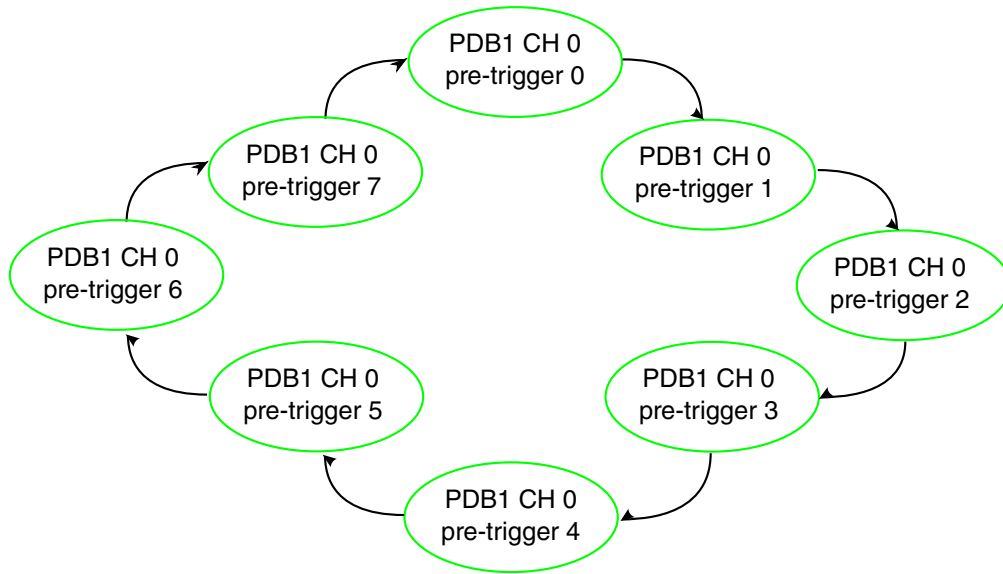 PDB1 CH 0
pre-trigger 0
PDB1 CH 0
pre-trigger 1
PDB1 CH 0
pre-trigger 2
PDB1 CH 0
pre-trigger 3
PDB1 CH 0
pre-trigger 4
PDB1 CH 0
pre-trigger 5
PDB1 CH 0
pre-trigger 6
PDB1 CH 0
pre-trigger 7